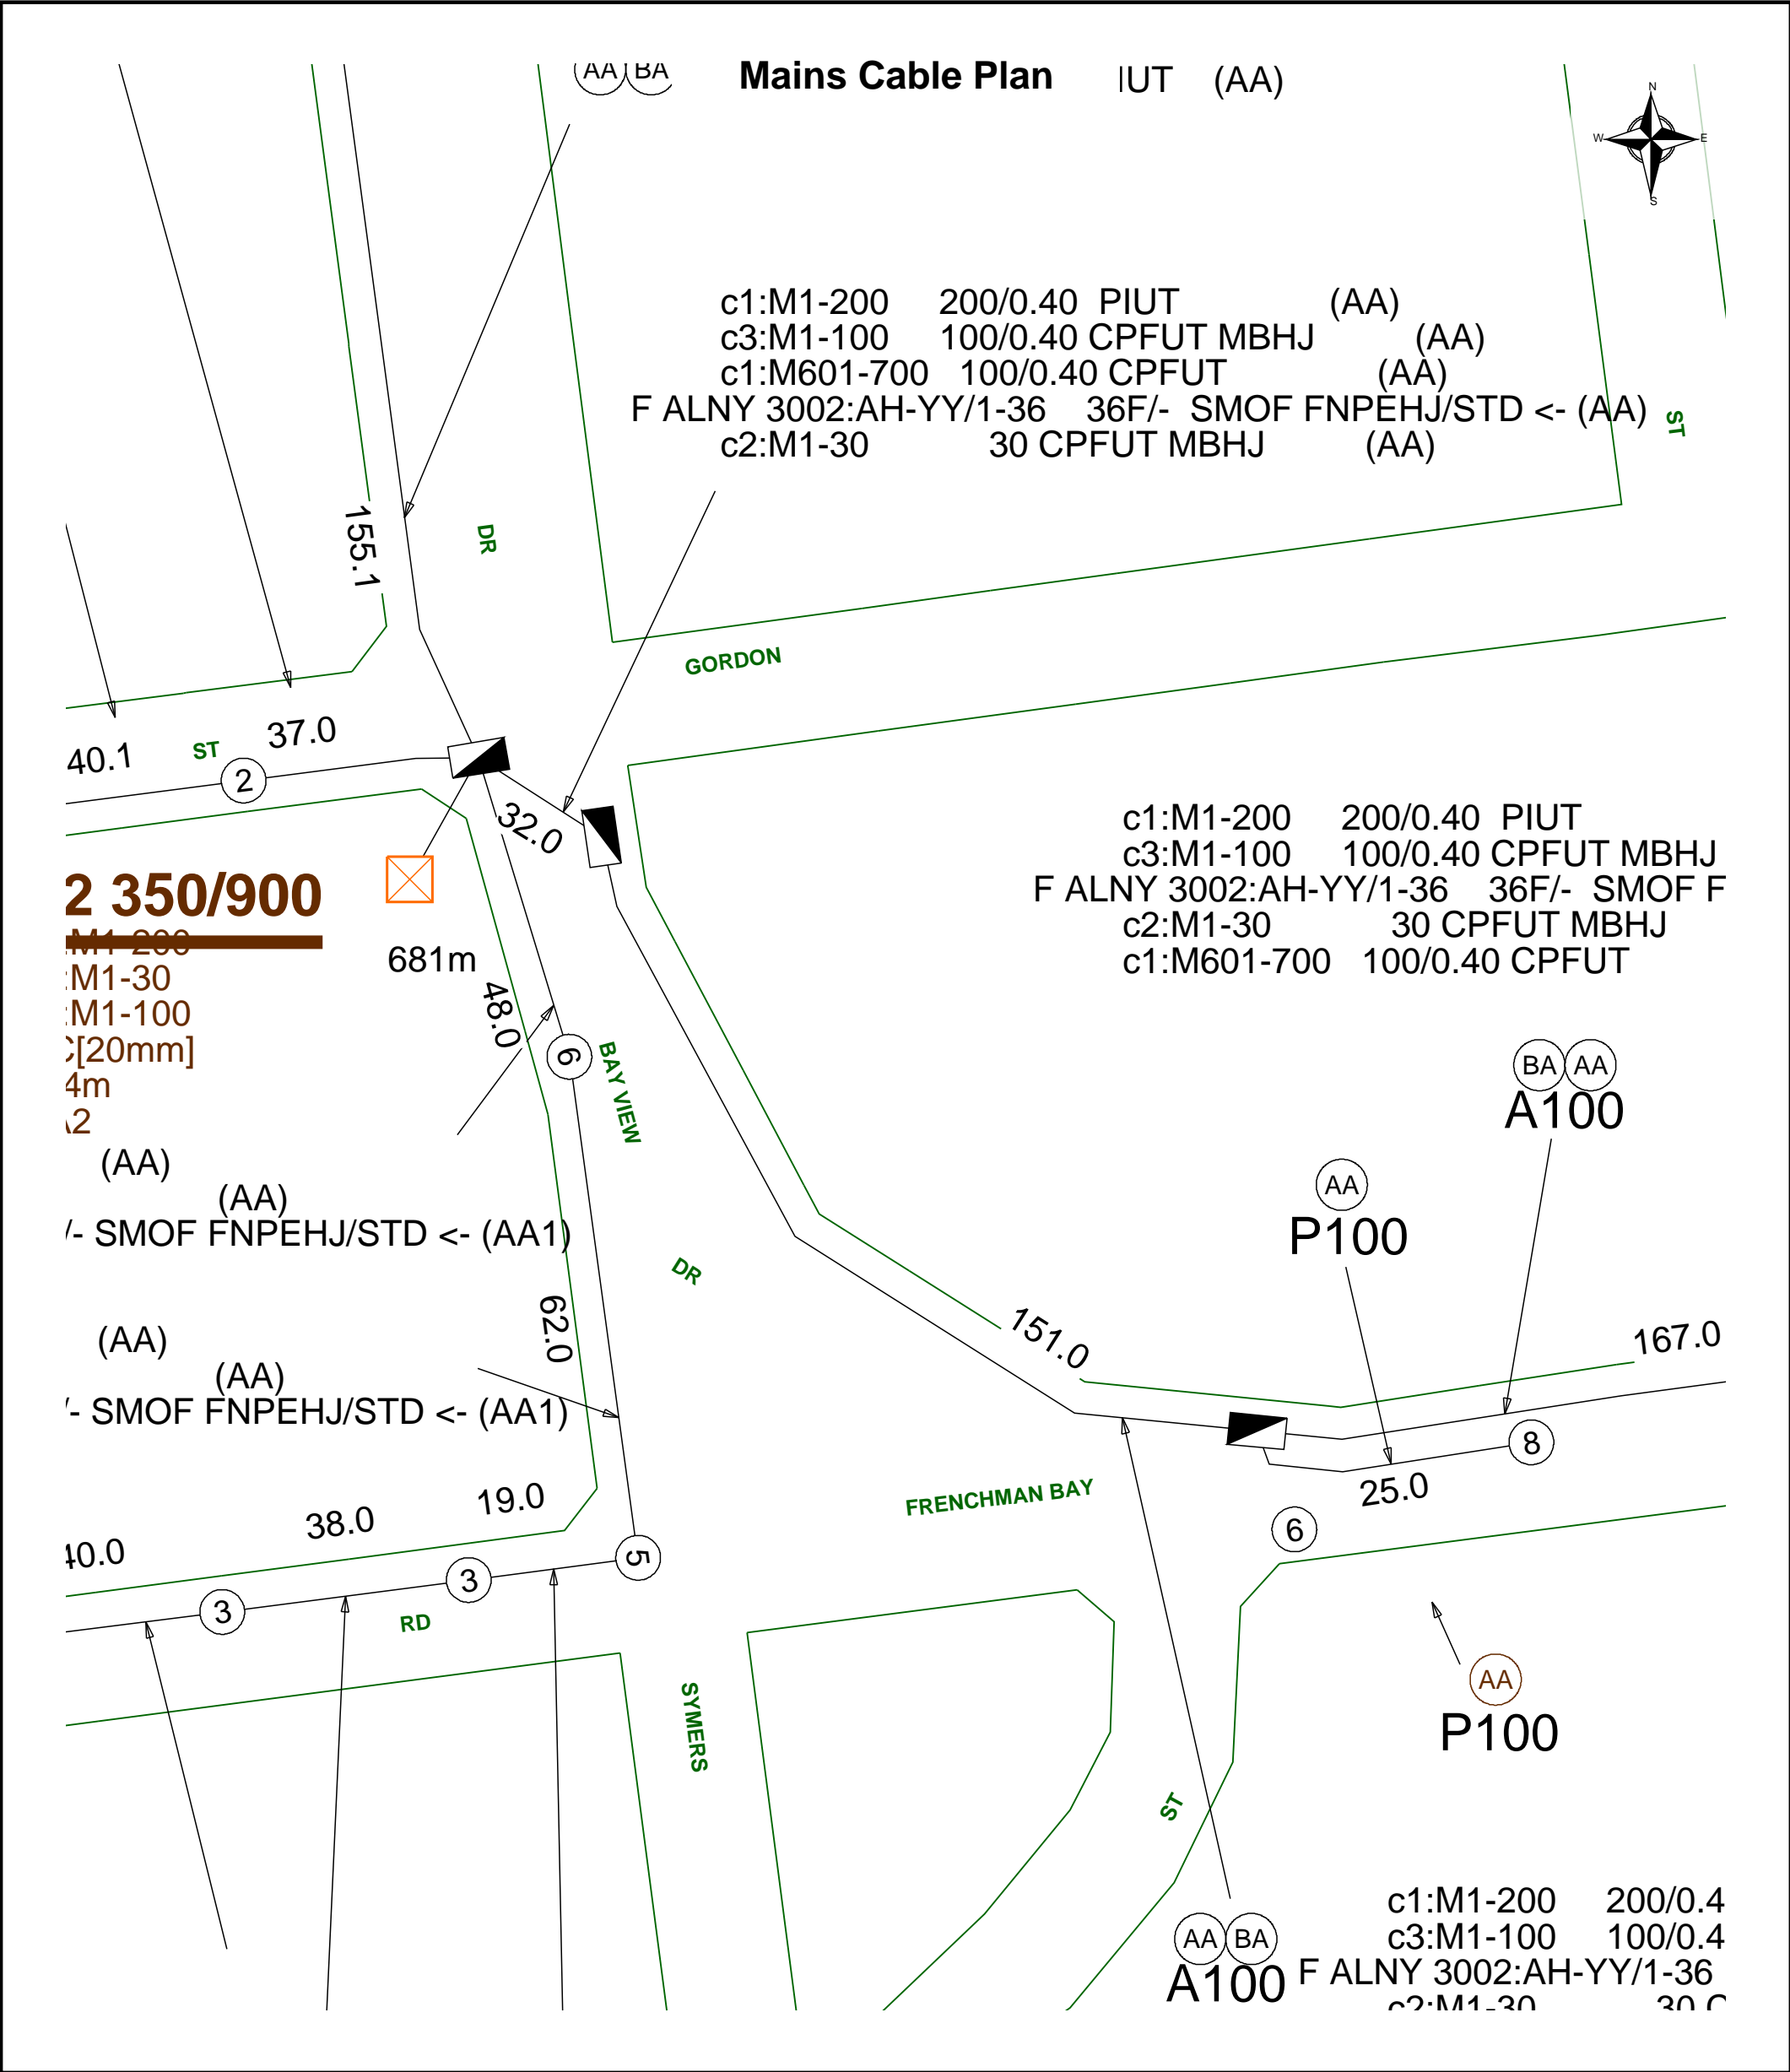 AA BA
Mains Cable Plan
(AA)
N
W
E
S
c1:M1-200 200/0.40 PIUT (AA)
c3:M1-100 100/0.40 CPFUT MBHJ (AA)
c1:M601-700 100/0.40 CPFUT (AA)
F ALNY 3002:AH-YY/1-36 36F/- SMOF FNPEHJ/STD <- (AA)
c2:M1-30 30 CPFUT MBHJ (AA)
ST
155.1
DR
GORDON
40.1
ST
37.0
2
32.0
c1:M1-200 200/0.40 PIUT
c3:M1-100 100/0.40 CPFUT MBHJ
F ALNY 3002:AH-YY/1-36 36F/- SMOF F
c2:M1-30 30 CPFUT MBHJ
c1:M601-700 100/0.40 CPFUT
2 350/900
:M1-200
:M1-30
:M1-100
[20mm]
4m
2
681m
48.0
6
BAY VIEW
DR
(AA)
(AA)
/- SMOF FNPEHJ/STD <- (AA1)
62.0
(AA)
(AA)
/- SMOF FNPEHJ/STD <- (AA1)
BA AA
A100
AA
P100
151.0
167.0
8
25.0
6
FRENCHMAN BAY
19.0
38.0
40.0
5
3
3
RD
SYMERS
ST
AA
P100
AA BA
A100
c1:M1-200 200/0.4
c3:M1-100 100/0.4
F ALNY 3002:AH-YY/1-36
c2:M1-30 30 C